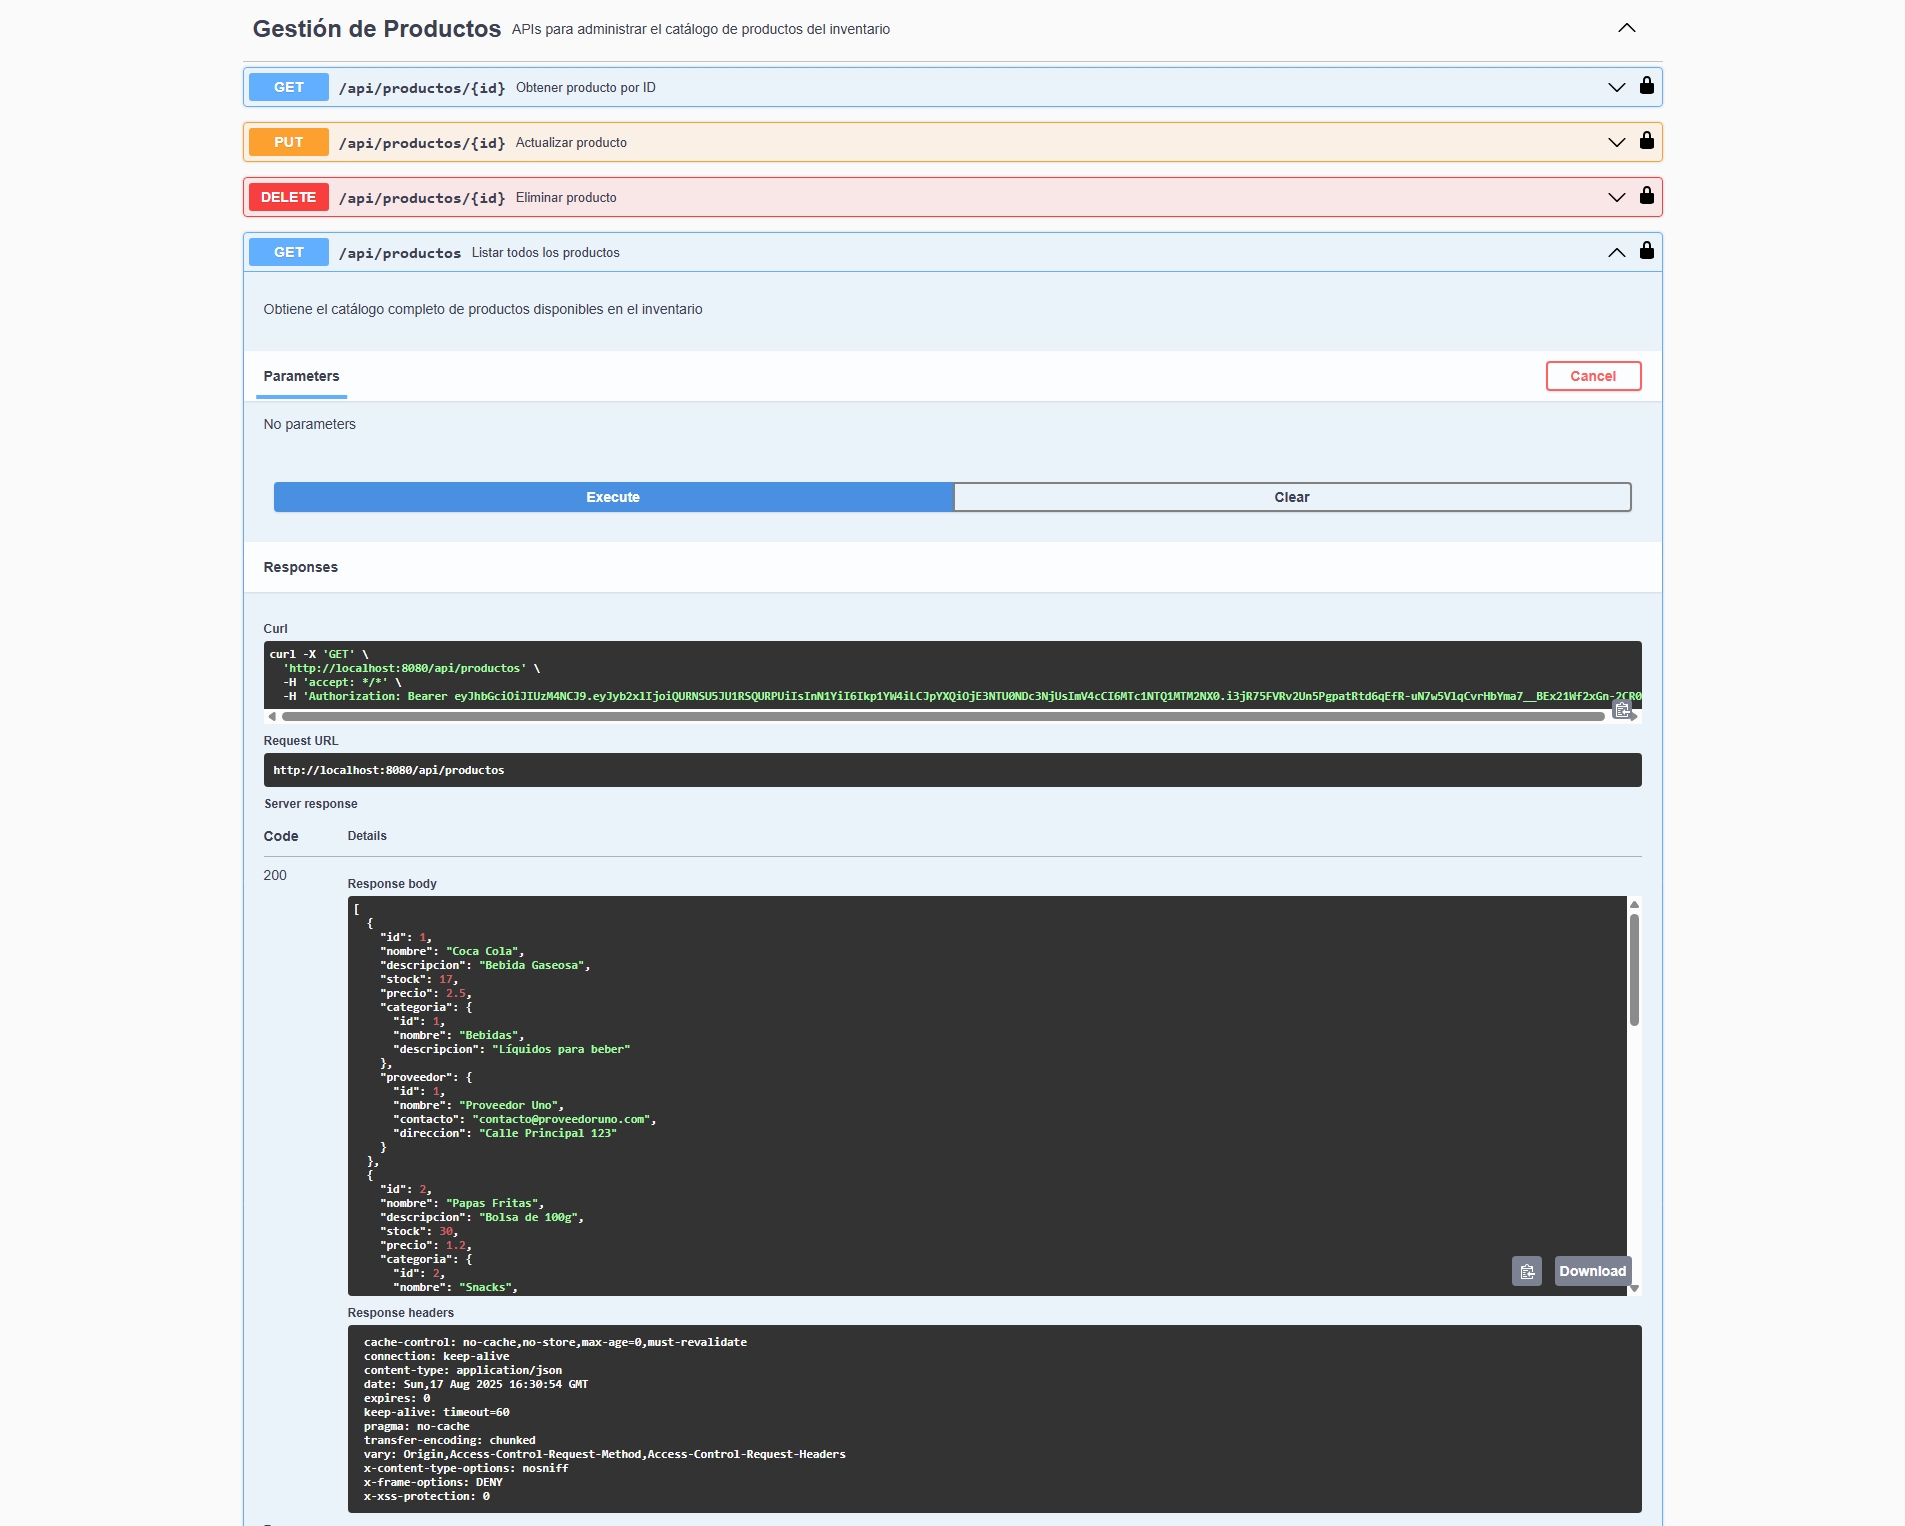 Gestión de Productos APIs para administrar el catálogo de productos del inventario
GET /api/productos/{id} Obtener producto por ID
PUT /api/productos/{id} Actualizar producto
DELETE /api/productos/{id} Eliminar producto
GET /api/productos Listar todos los productos
Obtiene el catálogo completo de productos disponibles en el inventario
Parameters Cancel
No parameters
Execute Clear
Responses
Curl
curl -X 'GET' \
  'http://localhost:8080/api/productos' \
  -H 'accept: */*' \
  -H 'Authorization: Bearer
Request URL
http://localhost:8080/api/productos
Server response
Code Details
200
Response body
[
  {
    "id": 1,
    "nombre": "Coca Cola",
    "descripcion": "Bebida Gaseosa",
    "stock": 17,
    "precio": 2.5,
    "categoria": {
      "id": 1,
      "nombre": "Bebidas",
      "descripcion": "Líquidos para beber"
    },
    "proveedor": {
      "id": 1,
      "nombre": "Proveedor Uno",
      "contacto": "contacto@proveedoruno.com",
      "direccion": "Calle Principal 123"
    }
  },
  {
    "id": 2,
    "nombre": "Papas Fritas",
    "descripcion": "Bolsa de 100g",
    "stock": 30,
    "precio": 1.2,
    "categoria": {
      "id": 2,
      "nombre": "Snacks",
Download
Response headers
cache-control: no-cache,no-store,max-age=0,must-revalidate
connection: keep-alive
content-type: application/json
date: Sun,17 Aug 2025 16:30:54 GMT
expires: 0
keep-alive: timeout=60
pragma: no-cache
transfer-encoding: chunked
vary: Origin,Access-Control-Request-Method,Access-Control-Request-Headers
x-content-type-options: nosniff
x-frame-options: DENY
x-xss-protection: 0